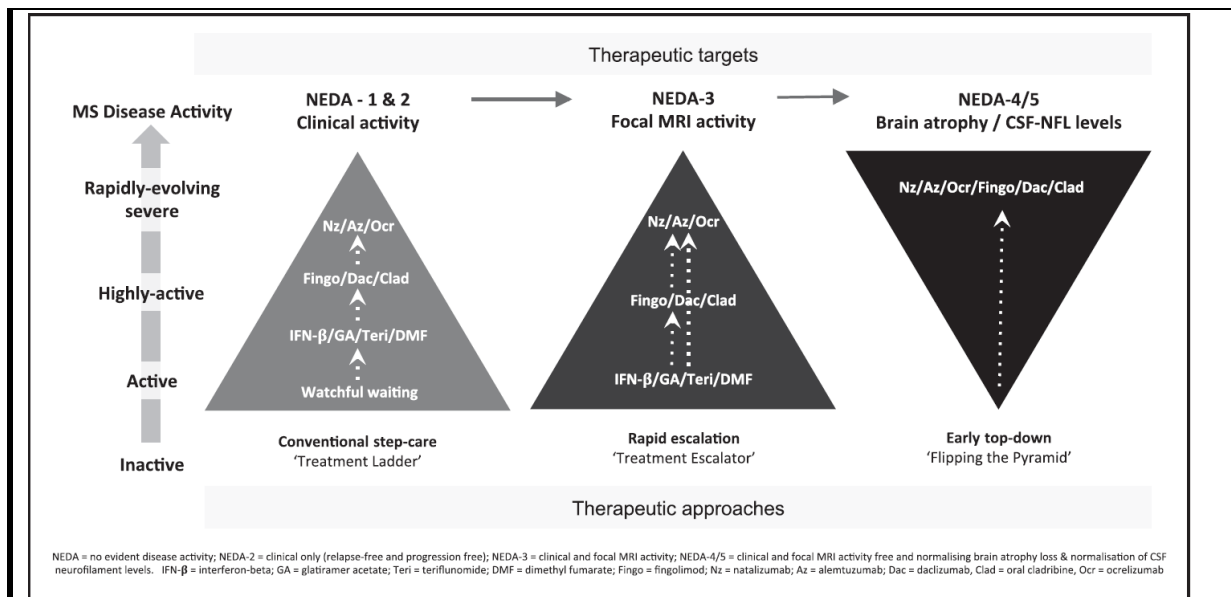 Therapeutic targets
MS Disease Activity
Rapidly-evolving
severe
Highly-active
Active
Inactive
NEDA - 1 & 2
Clinical activity
Nz/Az/Ocr
Fingo/Dac/Clad
IFN-β/GA/Teri/DMF
Watchful waiting
Conventional step-care
'Treatment Ladder'
NEDA-3
Focal MRI activity
Nz/Az/Ocr
Fingo/Dac/Clad
IFN-β/GA/Teri/DMF
Rapid escalation
'Treatment Escalator'
NEDA-4/5
Brain atrophy / CSF-NFL levels
Nz/Az/Ocr/Fingo/Dac/Clad
Early top-down
'Flipping the Pyramid'
Therapeutic approaches
NEDA = no evident disease activity; NEDA-2 = clinical only (relapse-free and progression free); NEDA-3 = clinical and focal MRI activity; NEDA-4/5 = clinical and focal MRI activity free and normalising brain atrophy loss & normalisation of CSF
neurofilament levels. IFN-β = interferon-beta; GA = glatiramer acetate; Teri = teriflunomide; DMF = dimethyl fumarate; Fingo = fingolimod; Nz = natalizumab; Az = alemtuzumab; Dac = daclizumab, Clad = oral cladribine, Ocr = ocrelizumab